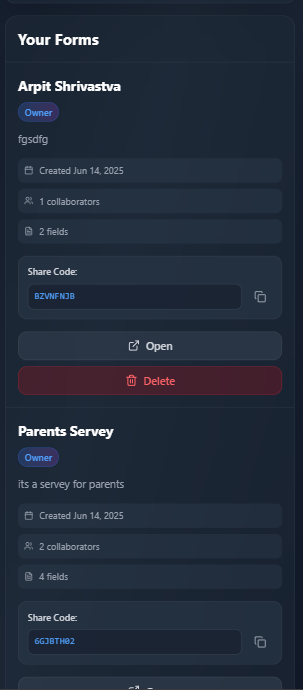 Your Forms
Arpit Shrivastva
Owner
fgsdfg
Created Jun 14, 2025
1 collaborators
2 fields
Share Code:
BZVNFNJB
Open
Delete
Parents Servey
Owner
its a servey for parents
Created Jun 14, 2025
2 collaborators
4 fields
Share Code:
6GJBTH02